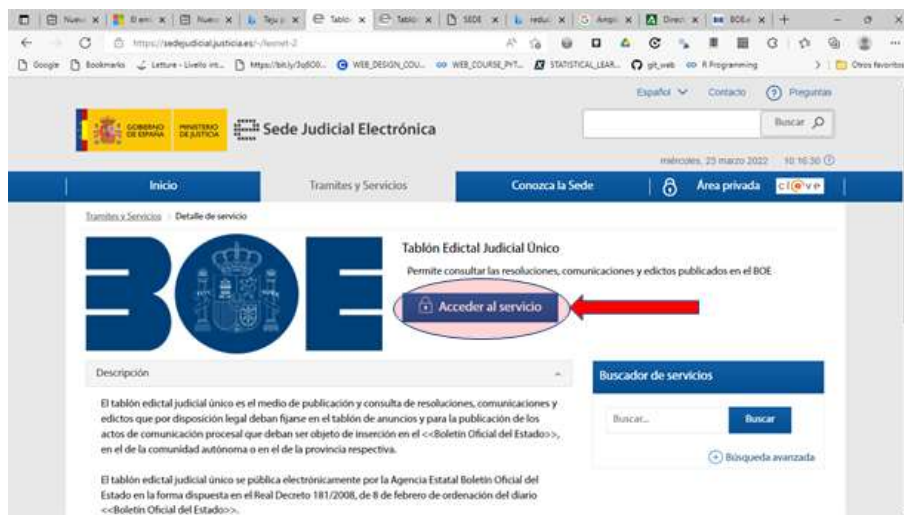 https://sedejudicial.justicia.es/-/
Google
Bookmarks
WEB_DESIGN_COU...
WEB_COURSE_PYT...
git_web
R Programming
Otros favoritos
Español
Contacto
Preguntas
GOBIERNO DE ESPAÑA
MINISTERIO DE JUSTICIA
Sede Judicial Electrónica
Buscar
miércoles, 23 marzo 2022 10:16:30
Inicio
Tramites y Servicios
Conozca la Sede
Área privada
cl@ve
Tramites y Servicios
Detalle de servicio
BOE
Tablón Edictal Judicial Único
Permite consultar las resoluciones, comunicaciones y edictos publicados en el BOE
Acceder al servicio
Descripción
El tablón edictal judicial único es el medio de publicación y consulta de resoluciones, comunicaciones y
edictos que por disposición legal deban fijarse en el tablón de anuncios y para la publicación de los
actos de comunicación procesal que deban ser objeto de inserción en el <<Boletín Oficial del Estado>>,
en el de la comunidad autónoma o en el de la provincia respectiva.
El tablón edictal judicial único se pública electrónicamente por la Agencia Estatal Boletín Oficial del
Estado en la forma dispuesta en el Real Decreto 181/2008, de 8 de febrero de ordenación del diario
<<Boletín Oficial del Estado>>.
Buscador de servicios
Buscar...
Buscar
Búsqueda avanzada